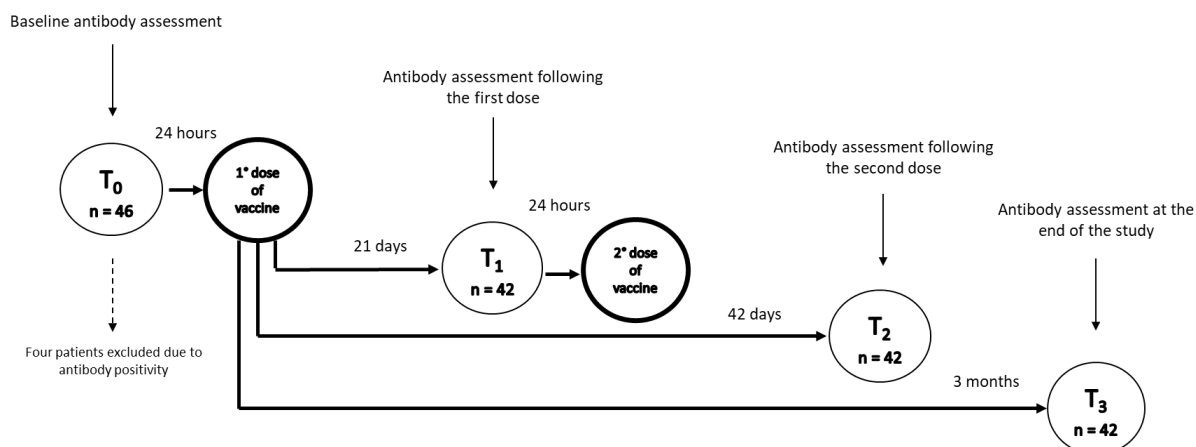 Baseline antibody assessment
24 hours
T₀
n = 46
1° dose
of
vaccine
Four patients excluded due to
antibody positivity
Antibody assessment following
the first dose
21 days
T₁
n = 42
24 hours
2° dose
of
vaccine
Antibody assessment following
the second dose
42 days
T₂
n = 42
Antibody assessment at the
end of the study
3 months
T₃
n = 42